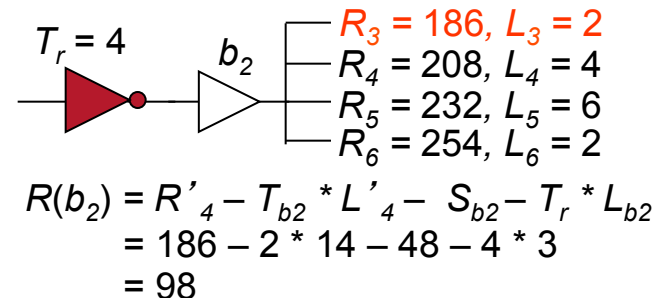 T_r = 4
b_2
R_3 = 186, L_3 = 2
R_4 = 208, L_4 = 4
R_5 = 232, L_5 = 6
R_6 = 254, L_6 = 2
R(b_2) = R'_4 – T_b2 * L'_4 – S_b2 – T_r * L_b2
= 186 – 2 * 14 – 48 – 4 * 3
= 98